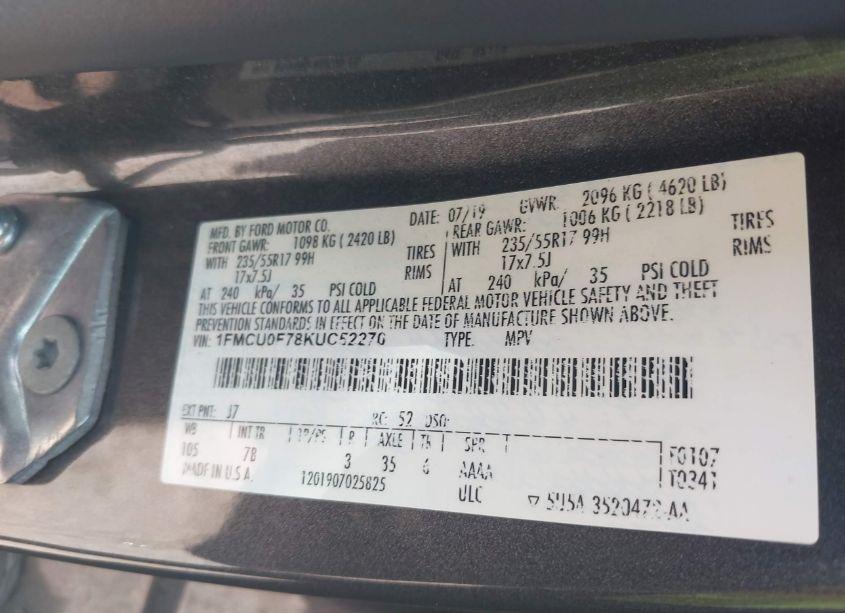 MFD. BY FORD MOTOR CO.
DATE: 07/19 GVWR: 2096 KG ( 4620 LB)
FRONT GAWR: 1098 KG ( 2420 LB)
REAR GAWR: 1006 KG ( 2218 LB)
WITH 235/55R17 99H TIRES
WITH 235/55R17 99H TIRES
17x7.5J RIMS
17x7.5J RIMS
AT 240 kPa/ 35 PSI COLD
AT 240 kPa/ 35 PSI COLD
THIS VEHICLE CONFORMS TO ALL APPLICABLE FEDERAL MOTOR VEHICLE SAFETY AND THEFT
PREVENTION STANDARDS IN EFFECT ON THE DATE OF MANUFACTURE SHOWN ABOVE.
VIN: TYPE: MPV
EXT PNT: J7 RC: 52 DSO:
WB INT TR R AXLE TR SPR
105 7B 3 35 6 AAAA
F0107
T0341
MADE IN U.S.A. 1201907025825 ULC